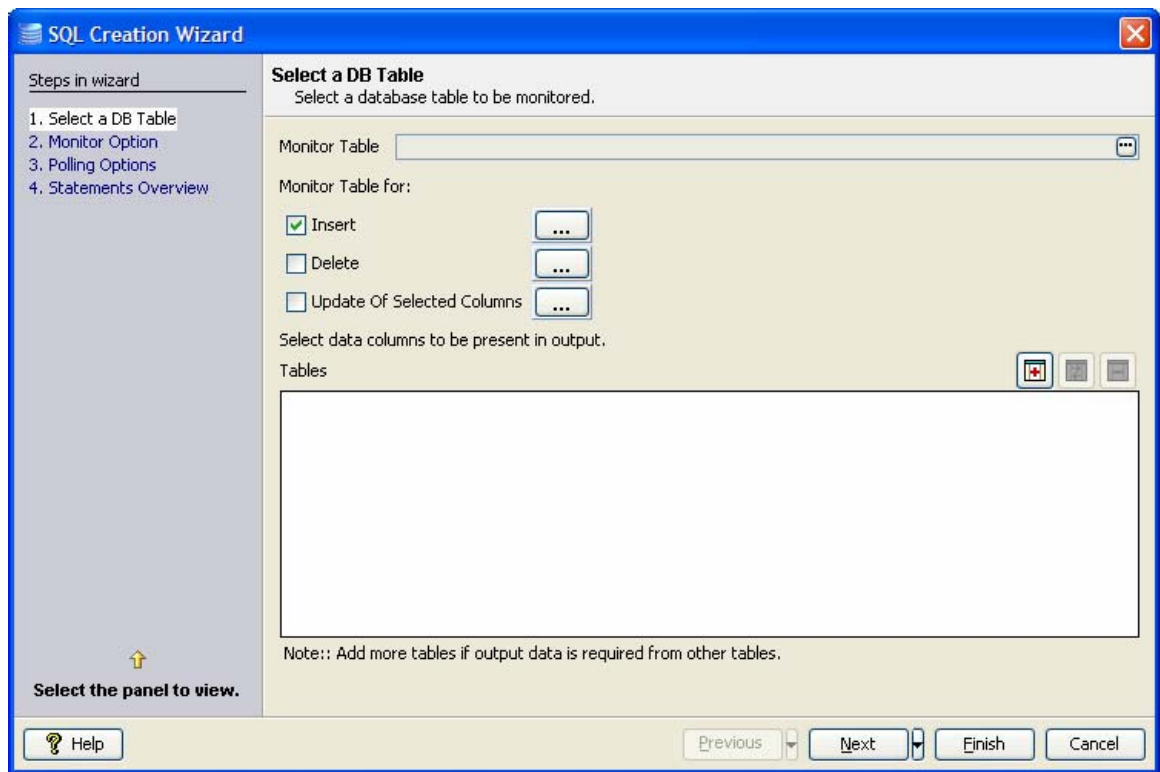 SQL Creation Wizard
Steps in wizard
1. Select a DB Table
2. Monitor Option
3. Polling Options
4. Statements Overview
Select the panel to view.
Select a DB Table
Select a database table to be monitored.
Monitor Table ...
Monitor Table for:
Insert ...
Delete ...
Update Of Selected Columns ...
Select data columns to be present in output.
Tables
Note:: Add more tables if output data is required from other tables.
Help Previous Next Finish Cancel